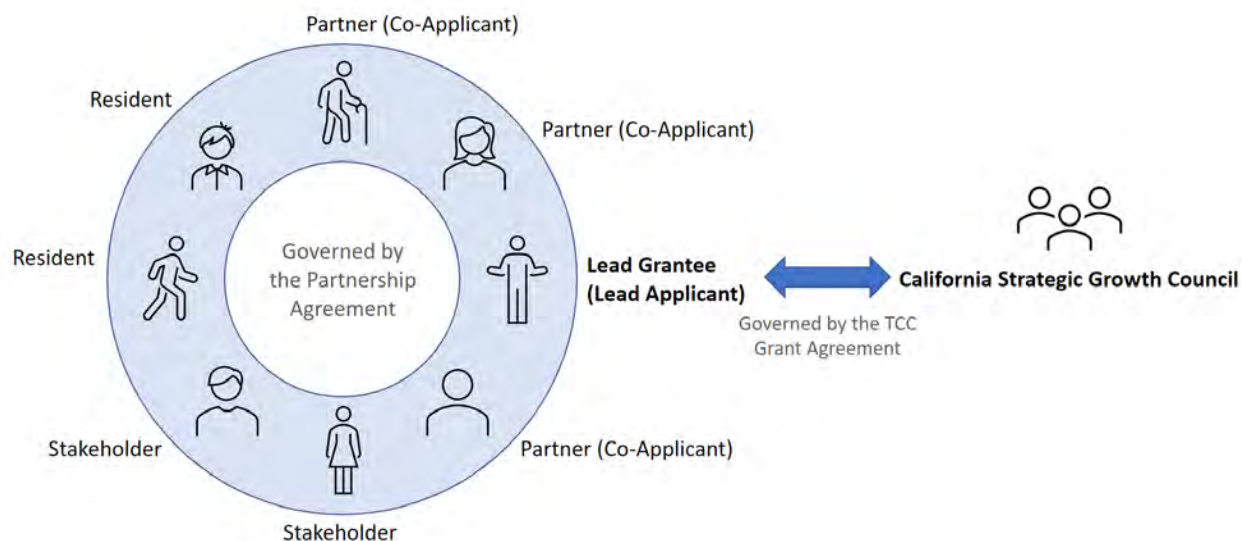 Partner (Co-Applicant)
Resident
Partner (Co-Applicant)
Resident
Governed by
the Partnership
Agreement
Lead Grantee
(Lead Applicant)
California Strategic Growth Council
Governed by the TCC
Grant Agreement
Stakeholder
Partner (Co-Applicant)
Stakeholder